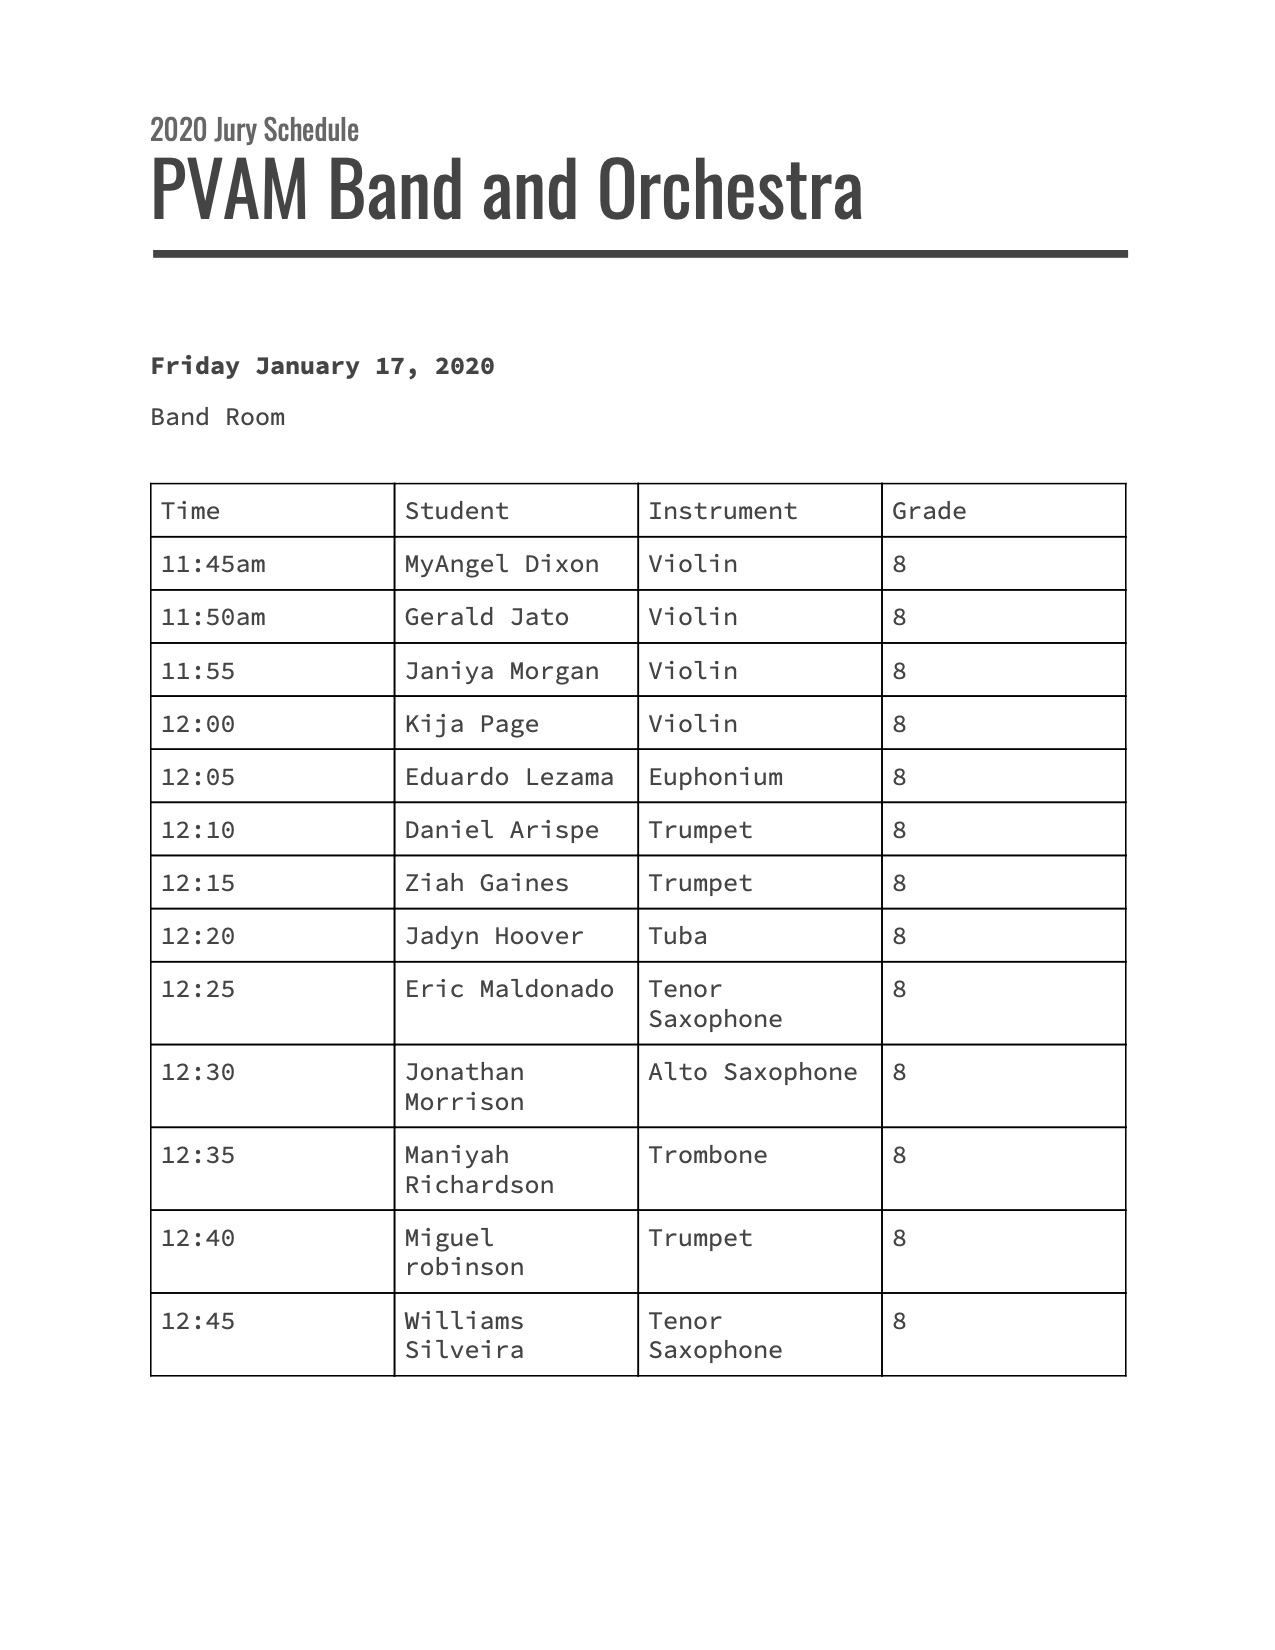 2020 Jury Schedule
PVAM Band and Orchestra
Friday January 17, 2020
Band Room
Time Student Instrument Grade
11:45am MyAngel Dixon Violin 8
11:50am Gerald Jato Violin 8
11:55 Janiya Morgan Violin 8
12:00 Kija Page Violin 8
12:05 Eduardo Lezama Euphonium 8
12:10 Daniel Arispe Trumpet 8
12:15 Ziah Gaines Trumpet 8
12:20 Jadyn Hoover Tuba 8
12:25 Eric Maldonado Tenor 8
Saxophone
12:30 Jonathan Alto Saxophone 8
Morrison
12:35 Maniyah Trombone 8
Richardson
12:40 Miguel Trumpet 8
robinson
12:45 Williams Tenor 8
Silveira Saxophone